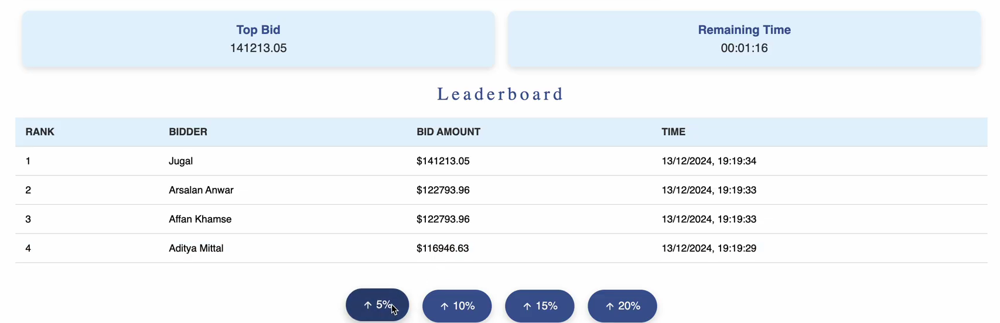 Top Bid
141213.05
Remaining Time
00:01:16
Leaderboard
RANK BIDDER BID AMOUNT TIME
1 Jugal $141213.05 13/12/2024, 19:19:34
2 Arsalan Anwar $122793.96 13/12/2024, 19:19:33
3 Affan Khamse $122793.96 13/12/2024, 19:19:33
4 Aditya Mittal $116946.63 13/12/2024, 19:19:29
↑ 5% ↑ 10% ↑ 15% ↑ 20%